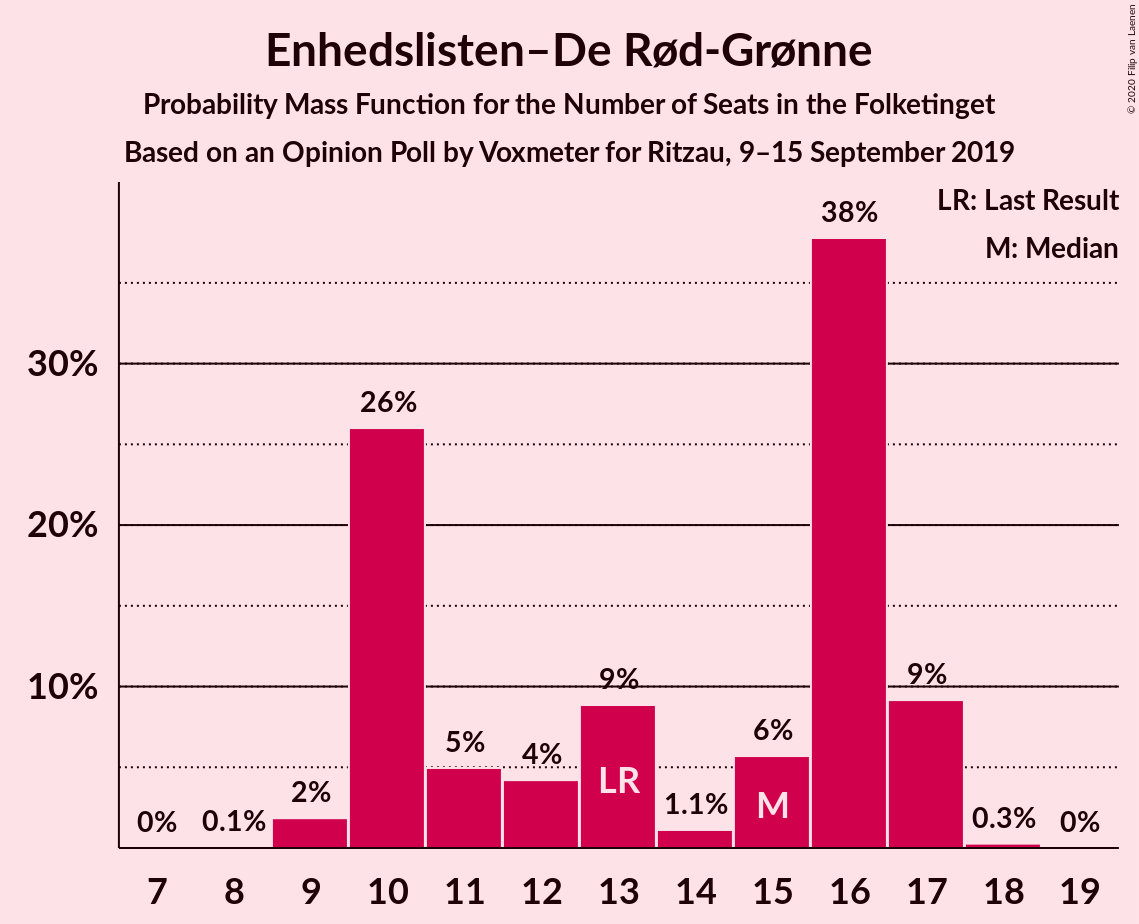 Enhedslisten–De Rød-Grønne
Probability Mass Function for the Number of Seats in the Folketinget
Based on an Opinion Poll by Voxmeter for Ritzau, 9–15 September 2019
© 2020 Filip van Laenen
LR: Last Result
M: Median
38%
30%
26%
20%
10%
9%
9%
6%
5%
4%
LR
M
2%
1.1%
0%
0.1%
0.3%
0%
7 8 9 10 11 12 13 14 15 16 17 18 19